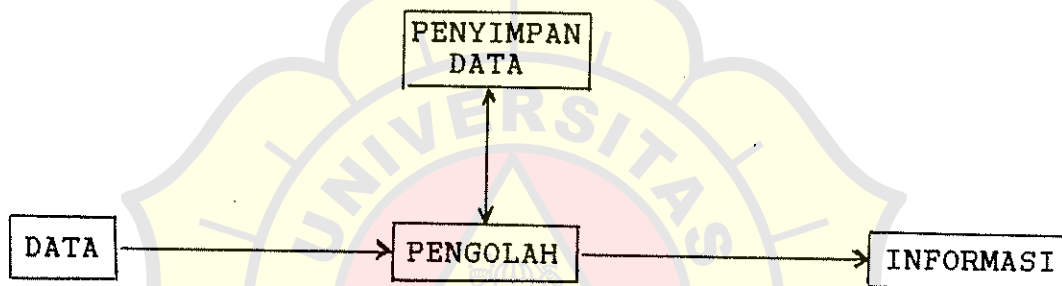 PENYIMPAN
DATA
UNIVERSITAS
DATA
PENGOLAH
INFORMASI